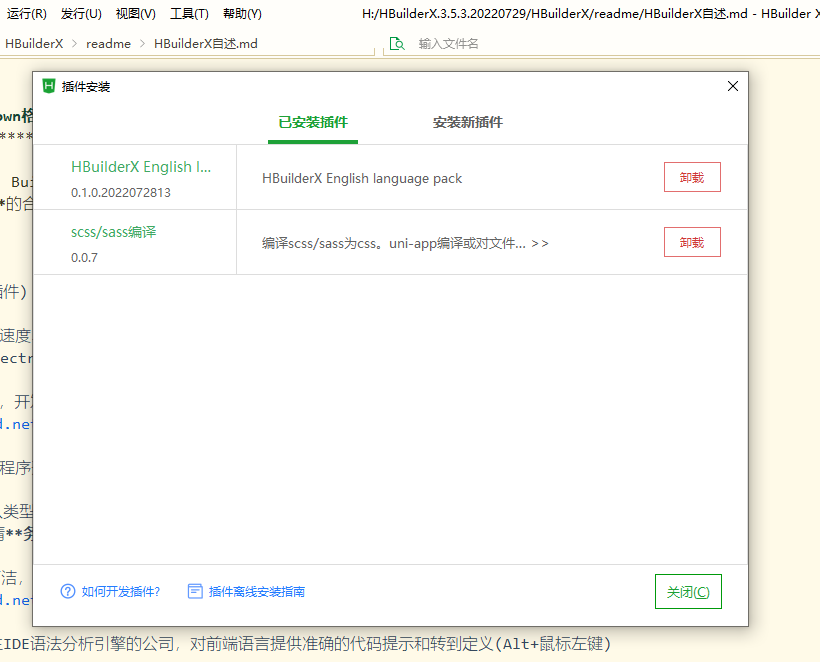 运行(R) 发行(U) 视图(V) 工具(T) 帮助(Y) H:/HBuilderX.3.5.3.20220729/HBuilderX/readme/HBuilderX自述.md - HBuilder X
HBuilderX > readme > HBuilderX自述.md 输入文件名
插件安装
已安装插件 安装新插件
****
HBuilderX English l...
0.1.0.2022072813
HBuilderX English language pack
卸载
*的合
scss/sass编译
0.0.7
编译scss/sass为css。uni-app编译或对文件... >>
卸载
插件)
速度
ectr
，开发
d.net
程序
类型
**务
洁，
d.net
如何开发插件? 插件离线安装指南 关闭(C)
IDE语法分析引擎的公司，对前端语言提供准确的代码提示和转到定义(Alt+鼠标左键)